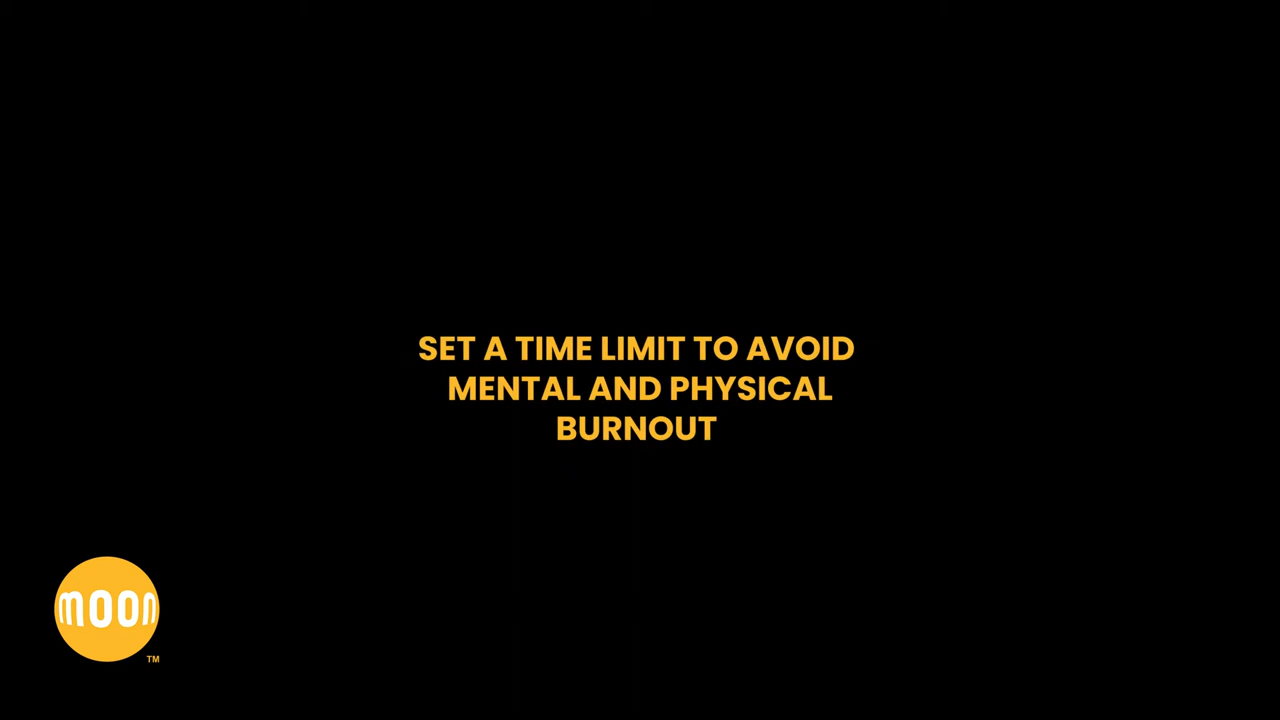 SET A TIME LIMIT TO AVOID
MENTAL AND PHYSICAL
BURNOUT
moon
TM